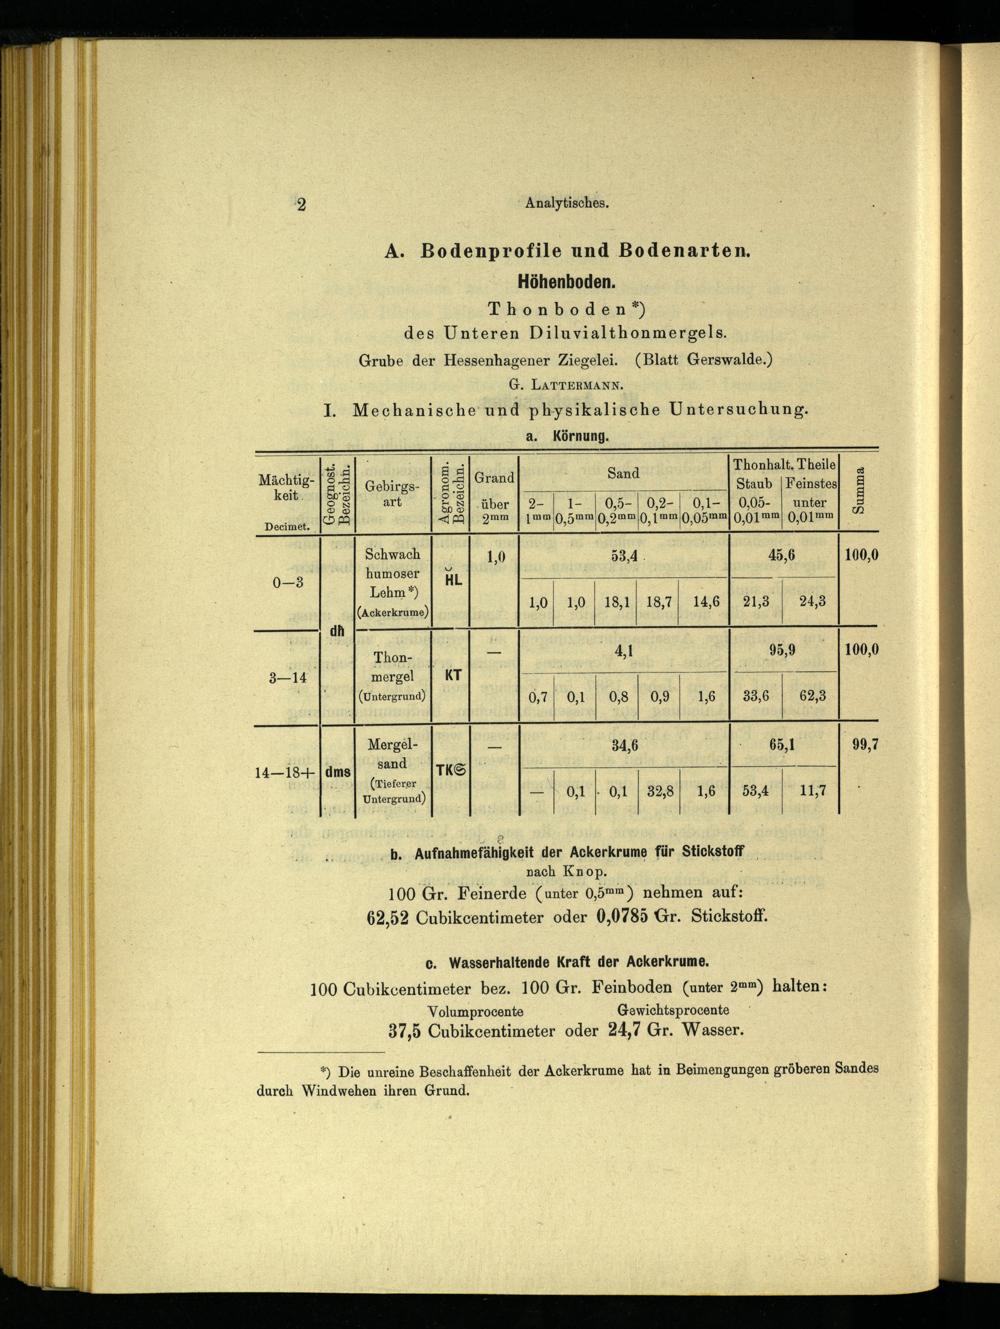 2 Analytisches.
A. Bodenprofile und Bodenarten.
Höhenboden.
Thonboden*)
des Unteren Diluvialthonmergels.
Grube der Hessenhagener Ziegelei. (Blatt Gerswalde.)
G. LATTERMANN.
I. Mechanische und physikalische Untersuchung.
a. Körnung.
Mächtig-
keit
Decimet.
Geognost.
Bezeichn.
Gebirgs-
art
Agronom.
Bezeichn.
Grand
über
2mm
Sand
2- 1- 0,5- 0,2- 0,1-
1mm 0,5mm 0,2mm 0,1mm 0,05mm
Thonhalt. Theile
Staub Feinstes
0,05- unter
0,01mm 0,01mm
Summa
0—3
dh
Schwach
humoser
Lehm*)
(Ackerkrume)
H̆L
1,0 53,4 45,6 100,0
1,0 1,0 18,1 18,7 14,6 21,3 24,3
3—14
Thon-
mergel
(Untergrund)
KT
— 4,1 95,9 100,0
0,7 0,1 0,8 0,9 1,6 33,6 62,3
14—18+ dms
Mergel-
sand
(Tieferer
Untergrund)
TK𝔖
— 34,6 65,1 99,7
— 0,1 0,1 32,8 1,6 53,4 11,7
b. Aufnahmefähigkeit der Ackerkrume für Stickstoff
nach Knop.
100 Gr. Feinerde (unter 0,5mm) nehmen auf:
62,52 Cubikcentimeter oder 0,0785 Gr. Stickstoff.
c. Wasserhaltende Kraft der Ackerkrume.
100 Cubikcentimeter bez. 100 Gr. Feinboden (unter 2mm) halten:
Volumprocente Gewichtsprocente
37,5 Cubikcentimeter oder 24,7 Gr. Wasser.
*) Die unreine Beschaffenheit der Ackerkrume hat in Beimengungen gröberen Sandes
durch Windwehen ihren Grund.